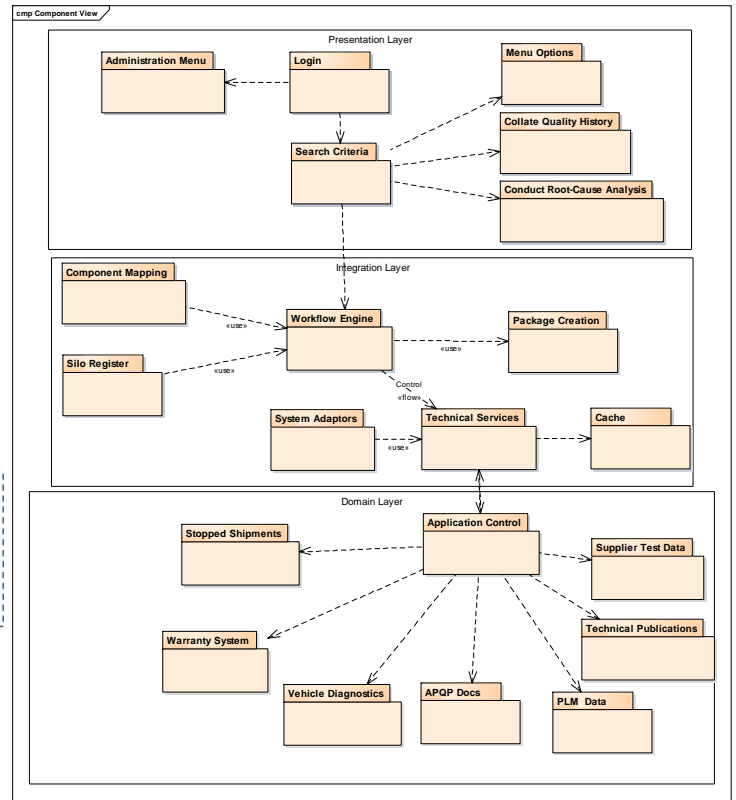 cmp Component View
Presentation Layer
Administration Menu
Login
Menu Options
Collate Quality History
Search Criteria
Conduct Root-Cause Analysis
Integration Layer
Component Mapping
Workflow Engine
Package Creation
«use»
«use»
Silo Register
«use»
Control
«flow»
System Adaptors
Technical Services
Cache
«use»
Domain Layer
Application Control
Stopped Shipments
Supplier Test Data
Technical Publications
Warranty System
Vehicle Diagnostics
APQP Docs
PLM Data